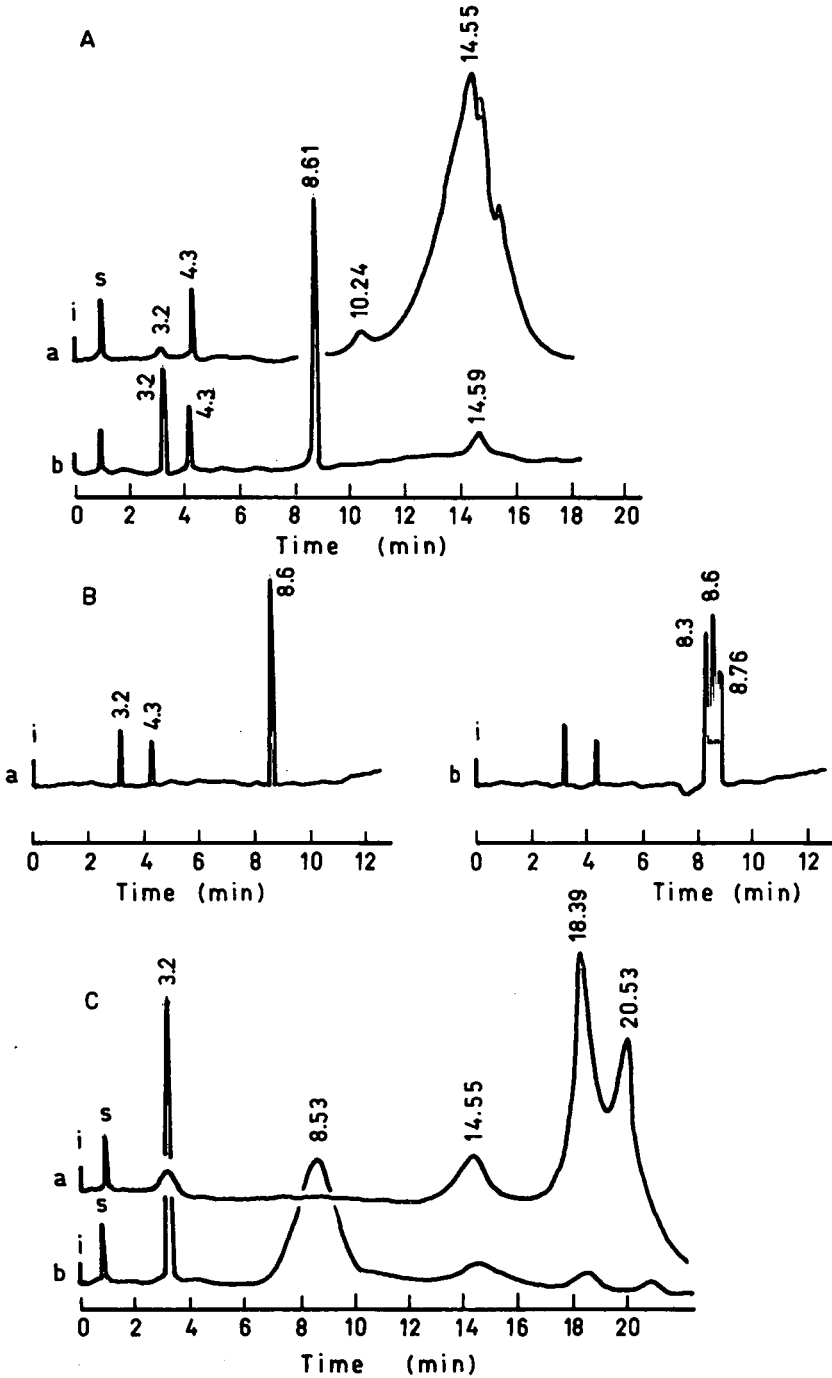 A
14.55
8.61
4.3
10.24
s
3.2
i
a
3.2
4.3
14.59
b
0 2 4 6 8 10 12 14 16 18 20
Time (min)
B
8.6
8.6
8.3
8.76
3.2
4.3
i
i
a
b
0 2 4 6 8 10 12
0 2 4 6 8 10 12
Time (min)
Time (min)
18.39
3.2
20.53
C
8.53
14.55
s
i
a
s
i
b
0 2 4 6 8 10 12 14 16 18 20
Time (min)